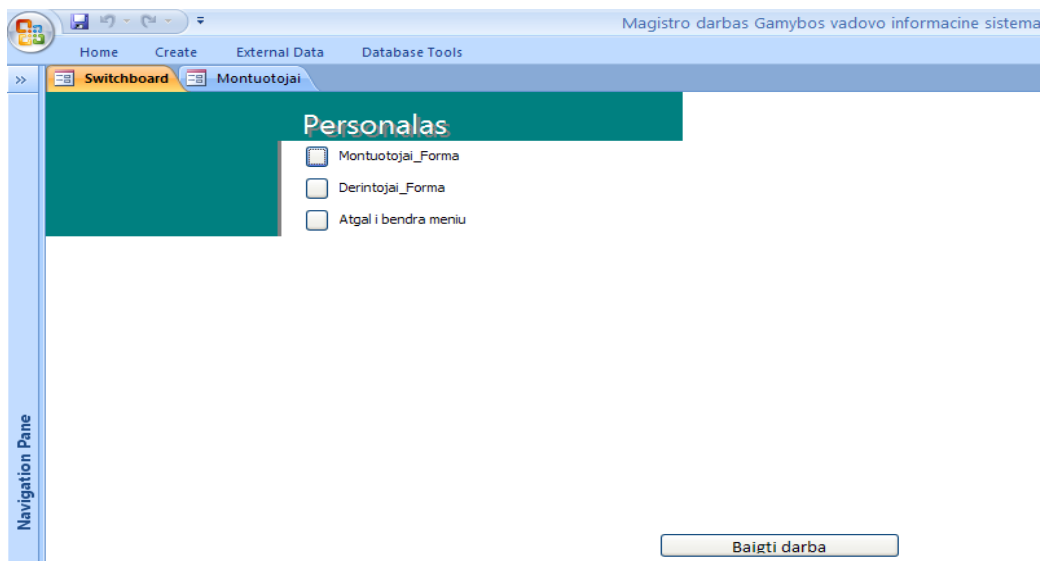 Magistro darbas Gamybos vadovo informacine sistema
Home Create External Data Database Tools
Switchboard Montuotojai
Personalas
Montuotojai_Forma
Derintojai_Forma
Atgal i bendra meniu
Navigation Pane
Baigti darba